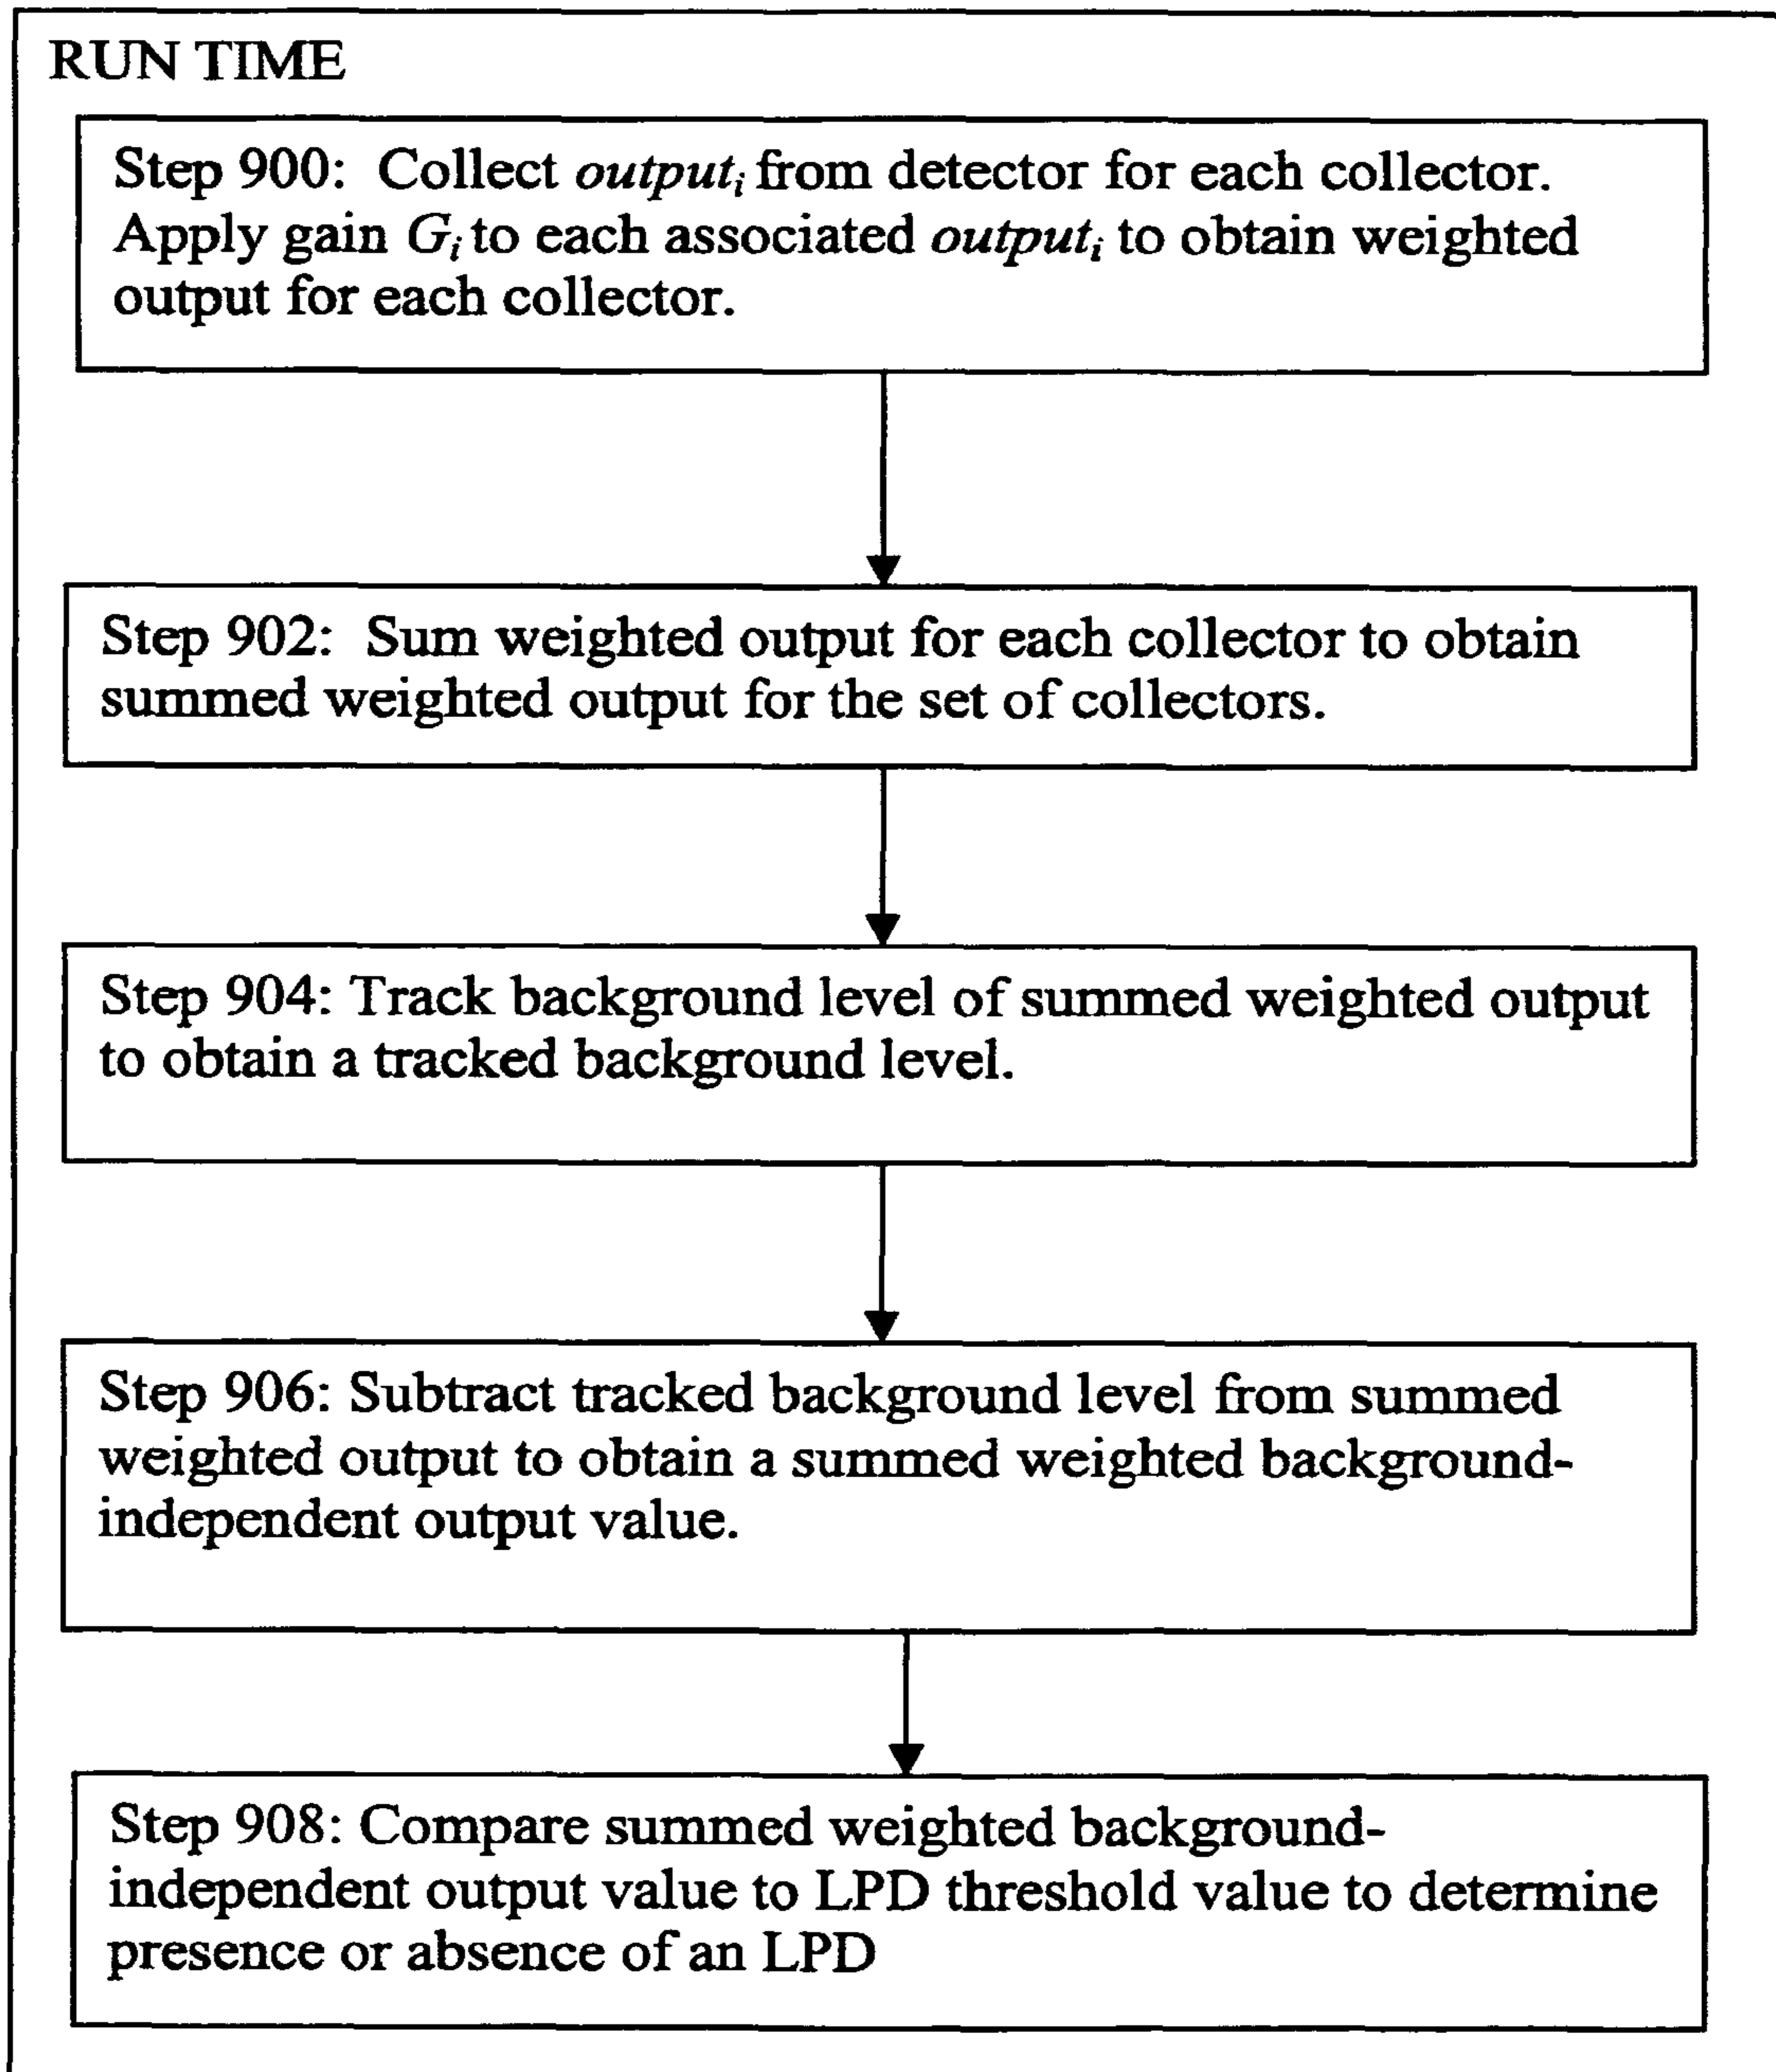 RUN TIME
Step 900:  Collect outputᵢ from detector for each collector.
Apply gain Gᵢ to each associated outputᵢ to obtain weighted
output for each collector.
Step 902:  Sum weighted output for each collector to obtain
summed weighted output for the set of collectors.
Step 904: Track background level of summed weighted output
to obtain a tracked background level.
Step 906: Subtract tracked background level from summed
weighted output to obtain a summed weighted background-
independent output value.
Step 908: Compare summed weighted background-
independent output value to LPD threshold value to determine
presence or absence of an LPD